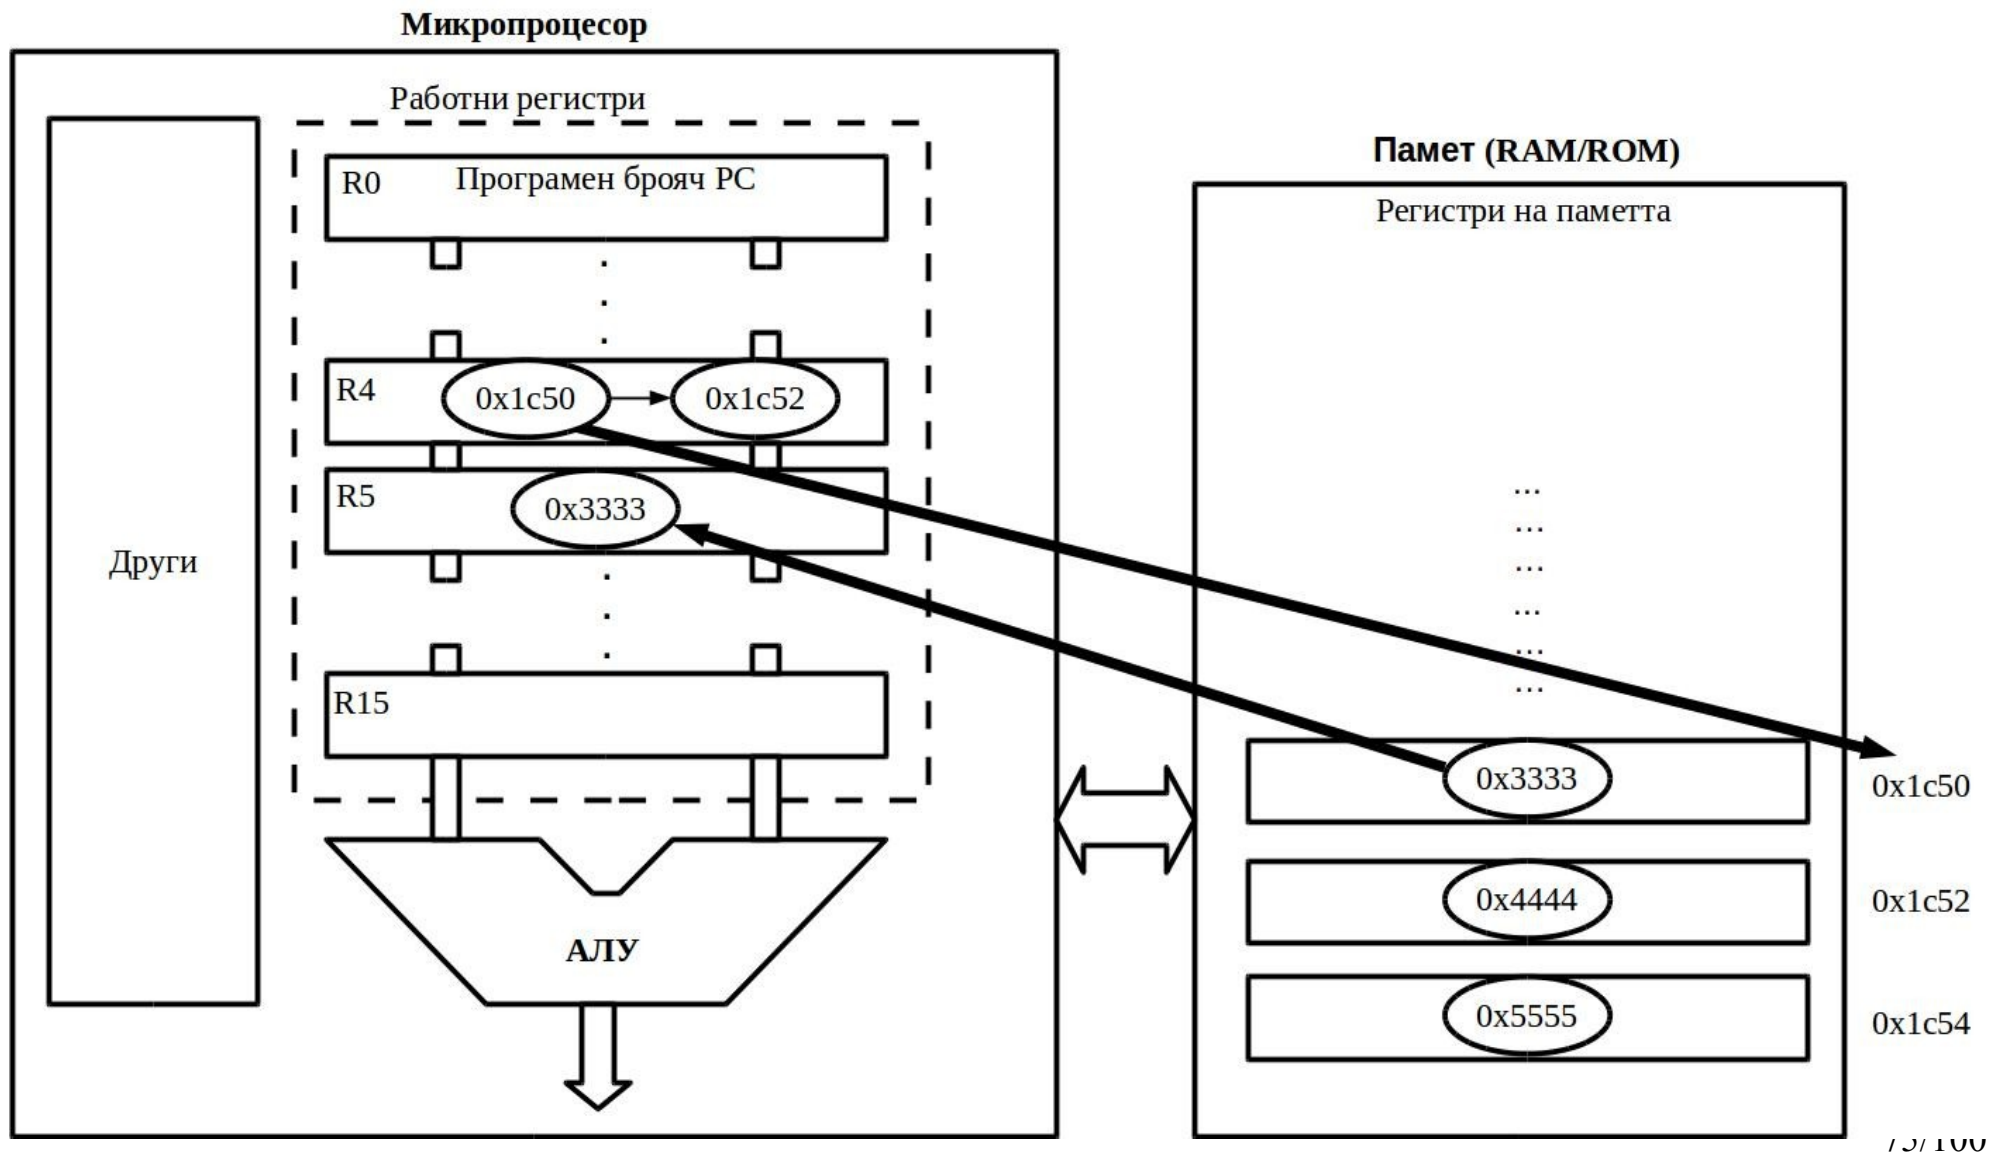 Микропроцесор
Работни регистри
R0
Програмен брояч PC
.
.
.
R4
0x1c50
0x1c52
R5
0x3333
.
.
.
R15
Други
АЛУ
Памет (RAM/ROM)
Регистри на паметта
...
...
...
...
...
...
0x3333
0x1c50
0x4444
0x1c52
0x5555
0x1c54